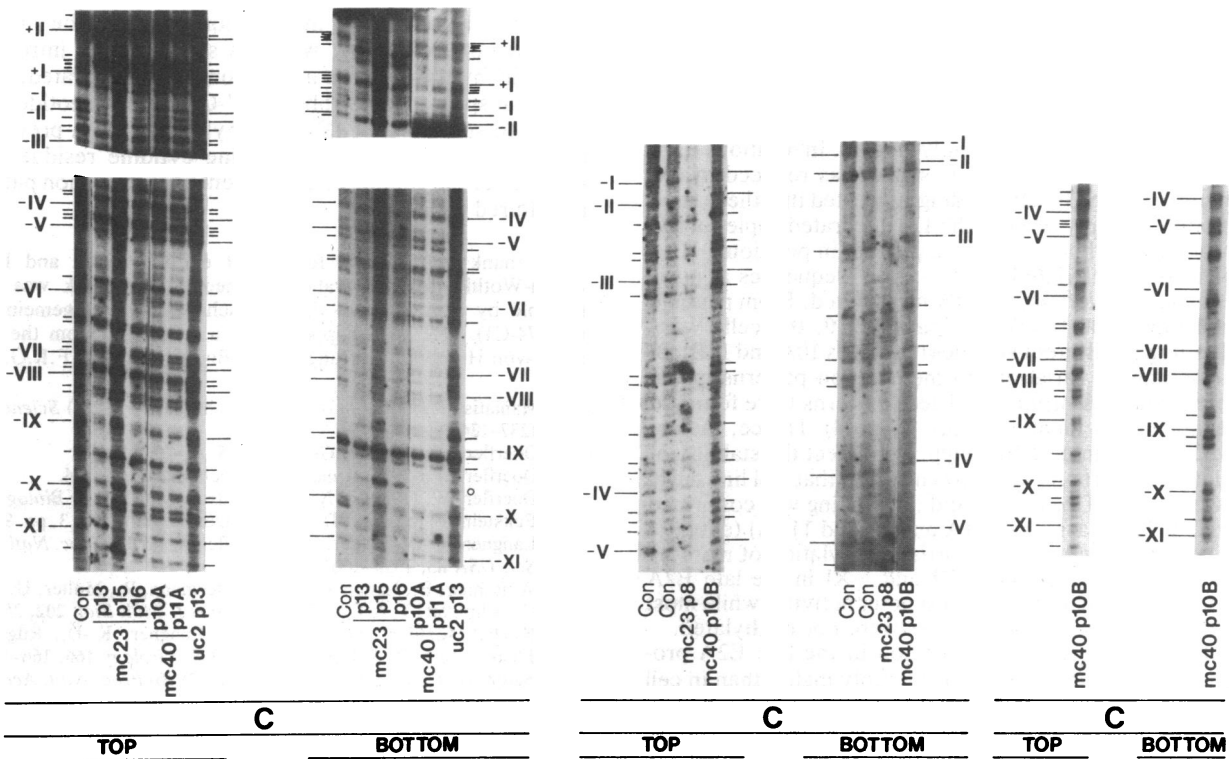 +II
+I
-I
-II
-III
-IV
-V
-VI
-VII
-VIII
-IX
-X
-XI
Con
p13
p15
p16
mc23
p10A
p11A
mc40
uc2 p13
+II
+I
-I
-II
-IV
-V
-VI
-VII
-VIII
-IX
-X
-XI
Con
p13
p15
p16
mc23
p10A
p11 A
mc40
uc2 p13
C
TOP
BOTTOM
-I
-II
-III
-IV
-V
Con
Con
mc23 p8
mc40 p10B
-I
-II
-III
-IV
-V
Con
Con
mc23 p8
mc40 p10B
C
TOP
BOTTOM
-IV
-V
-VI
-VII
-VIII
-IX
-X
-XI
mc40 p10B
-IV
-V
-VI
-VII
-VIII
-IX
-X
-XI
mc40 p10B
C
TOP
BOTTOM